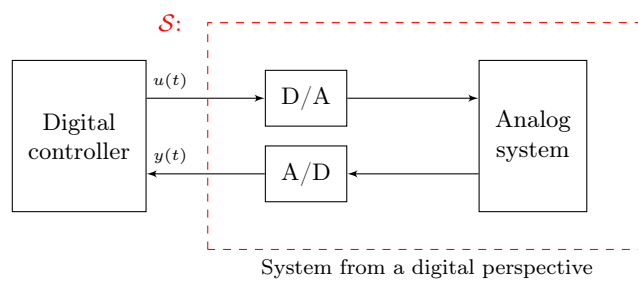 S:
u(t)
D/A
Digital
controller
Analog
system
y(t)
A/D
System from a digital perspective